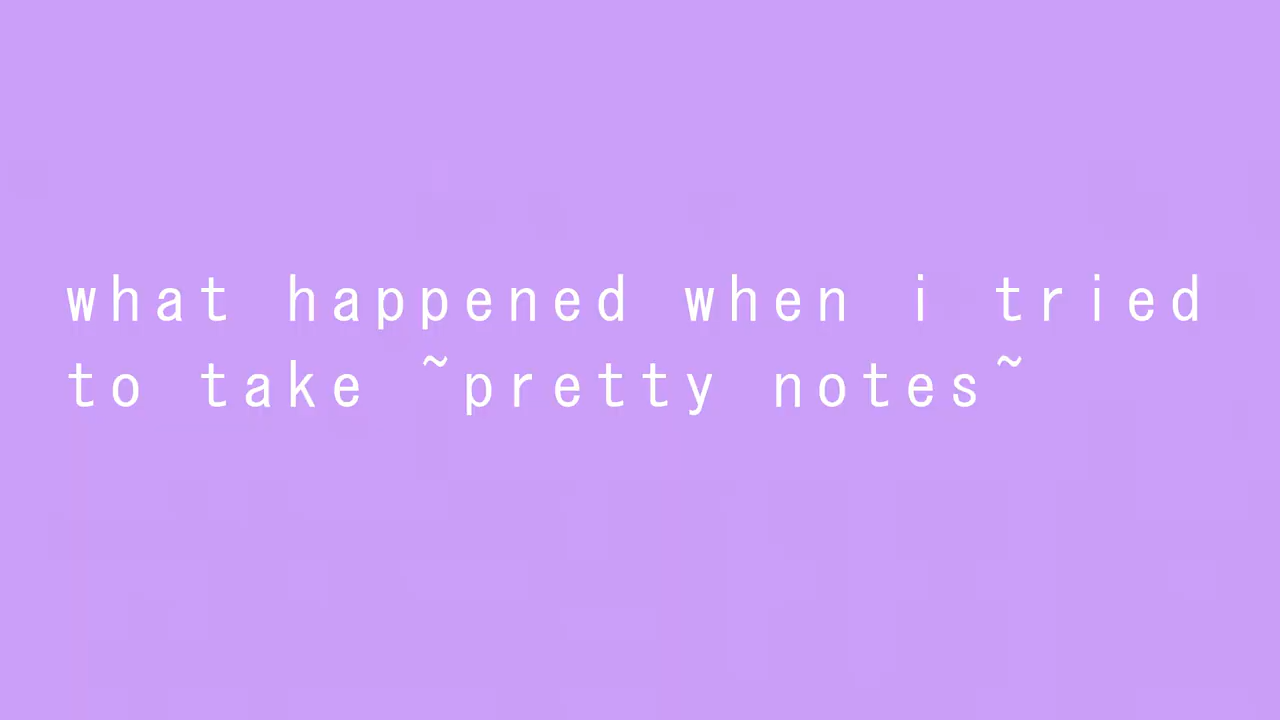 what happened when i tried
to take ~pretty notes~